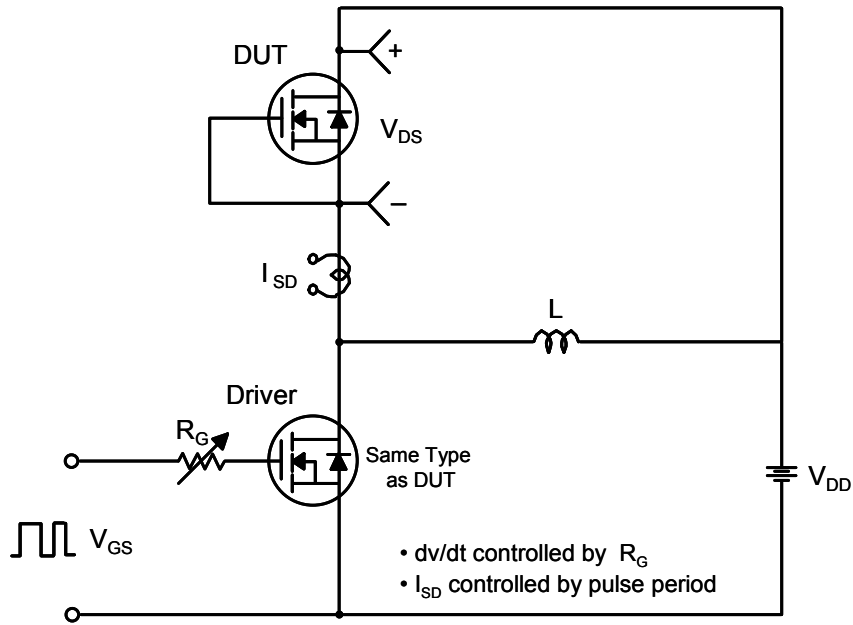 DUT
+
V_DS
−
I_SD
L
Driver
R_G
Same Type
as DUT
V_DD
V_GS
• dv/dt controlled by R_G
• I_SD controlled by pulse period